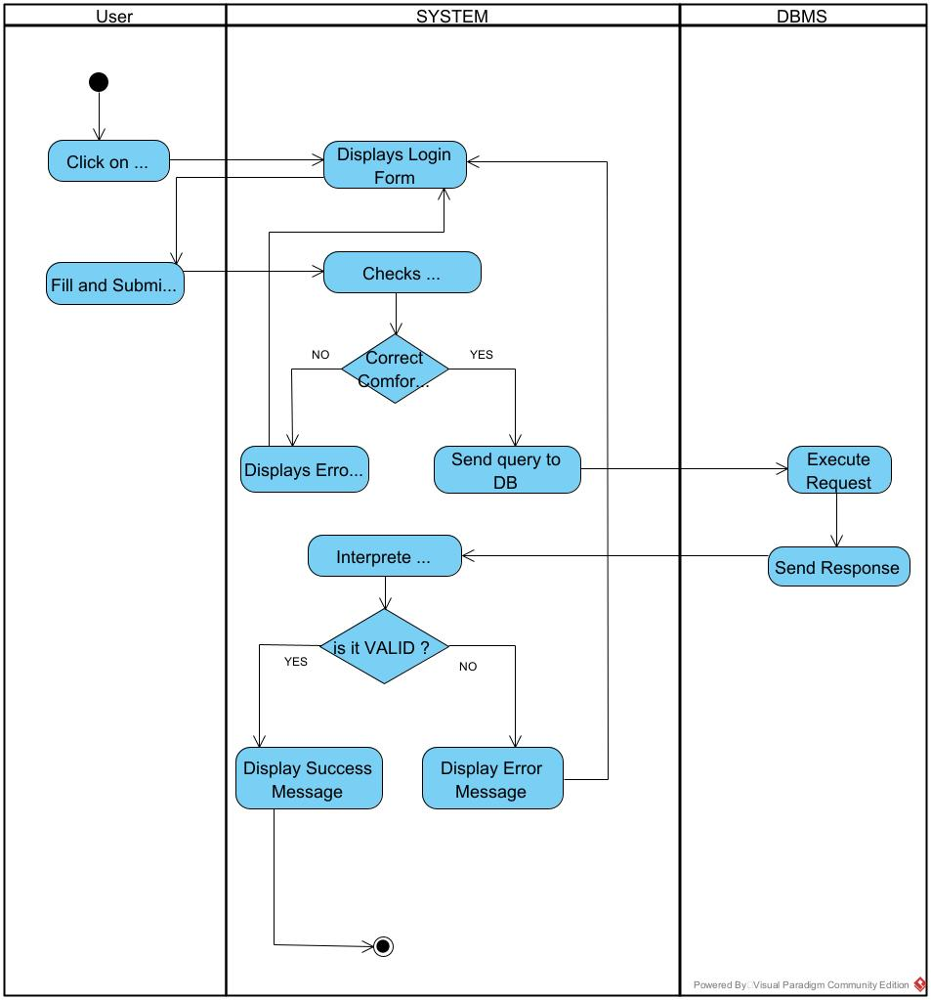 User
SYSTEM
DBMS
Click on ...
Displays Login
Form
Fill and Submi...
Checks ...
Correct
Comfor...
NO
YES
Displays Erro...
Send query to
DB
Execute
Request
Interprete ...
Send Response
is it VALID ?
YES
NO
Display Success
Message
Display Error
Message
Powered By Visual Paradigm Community Edition